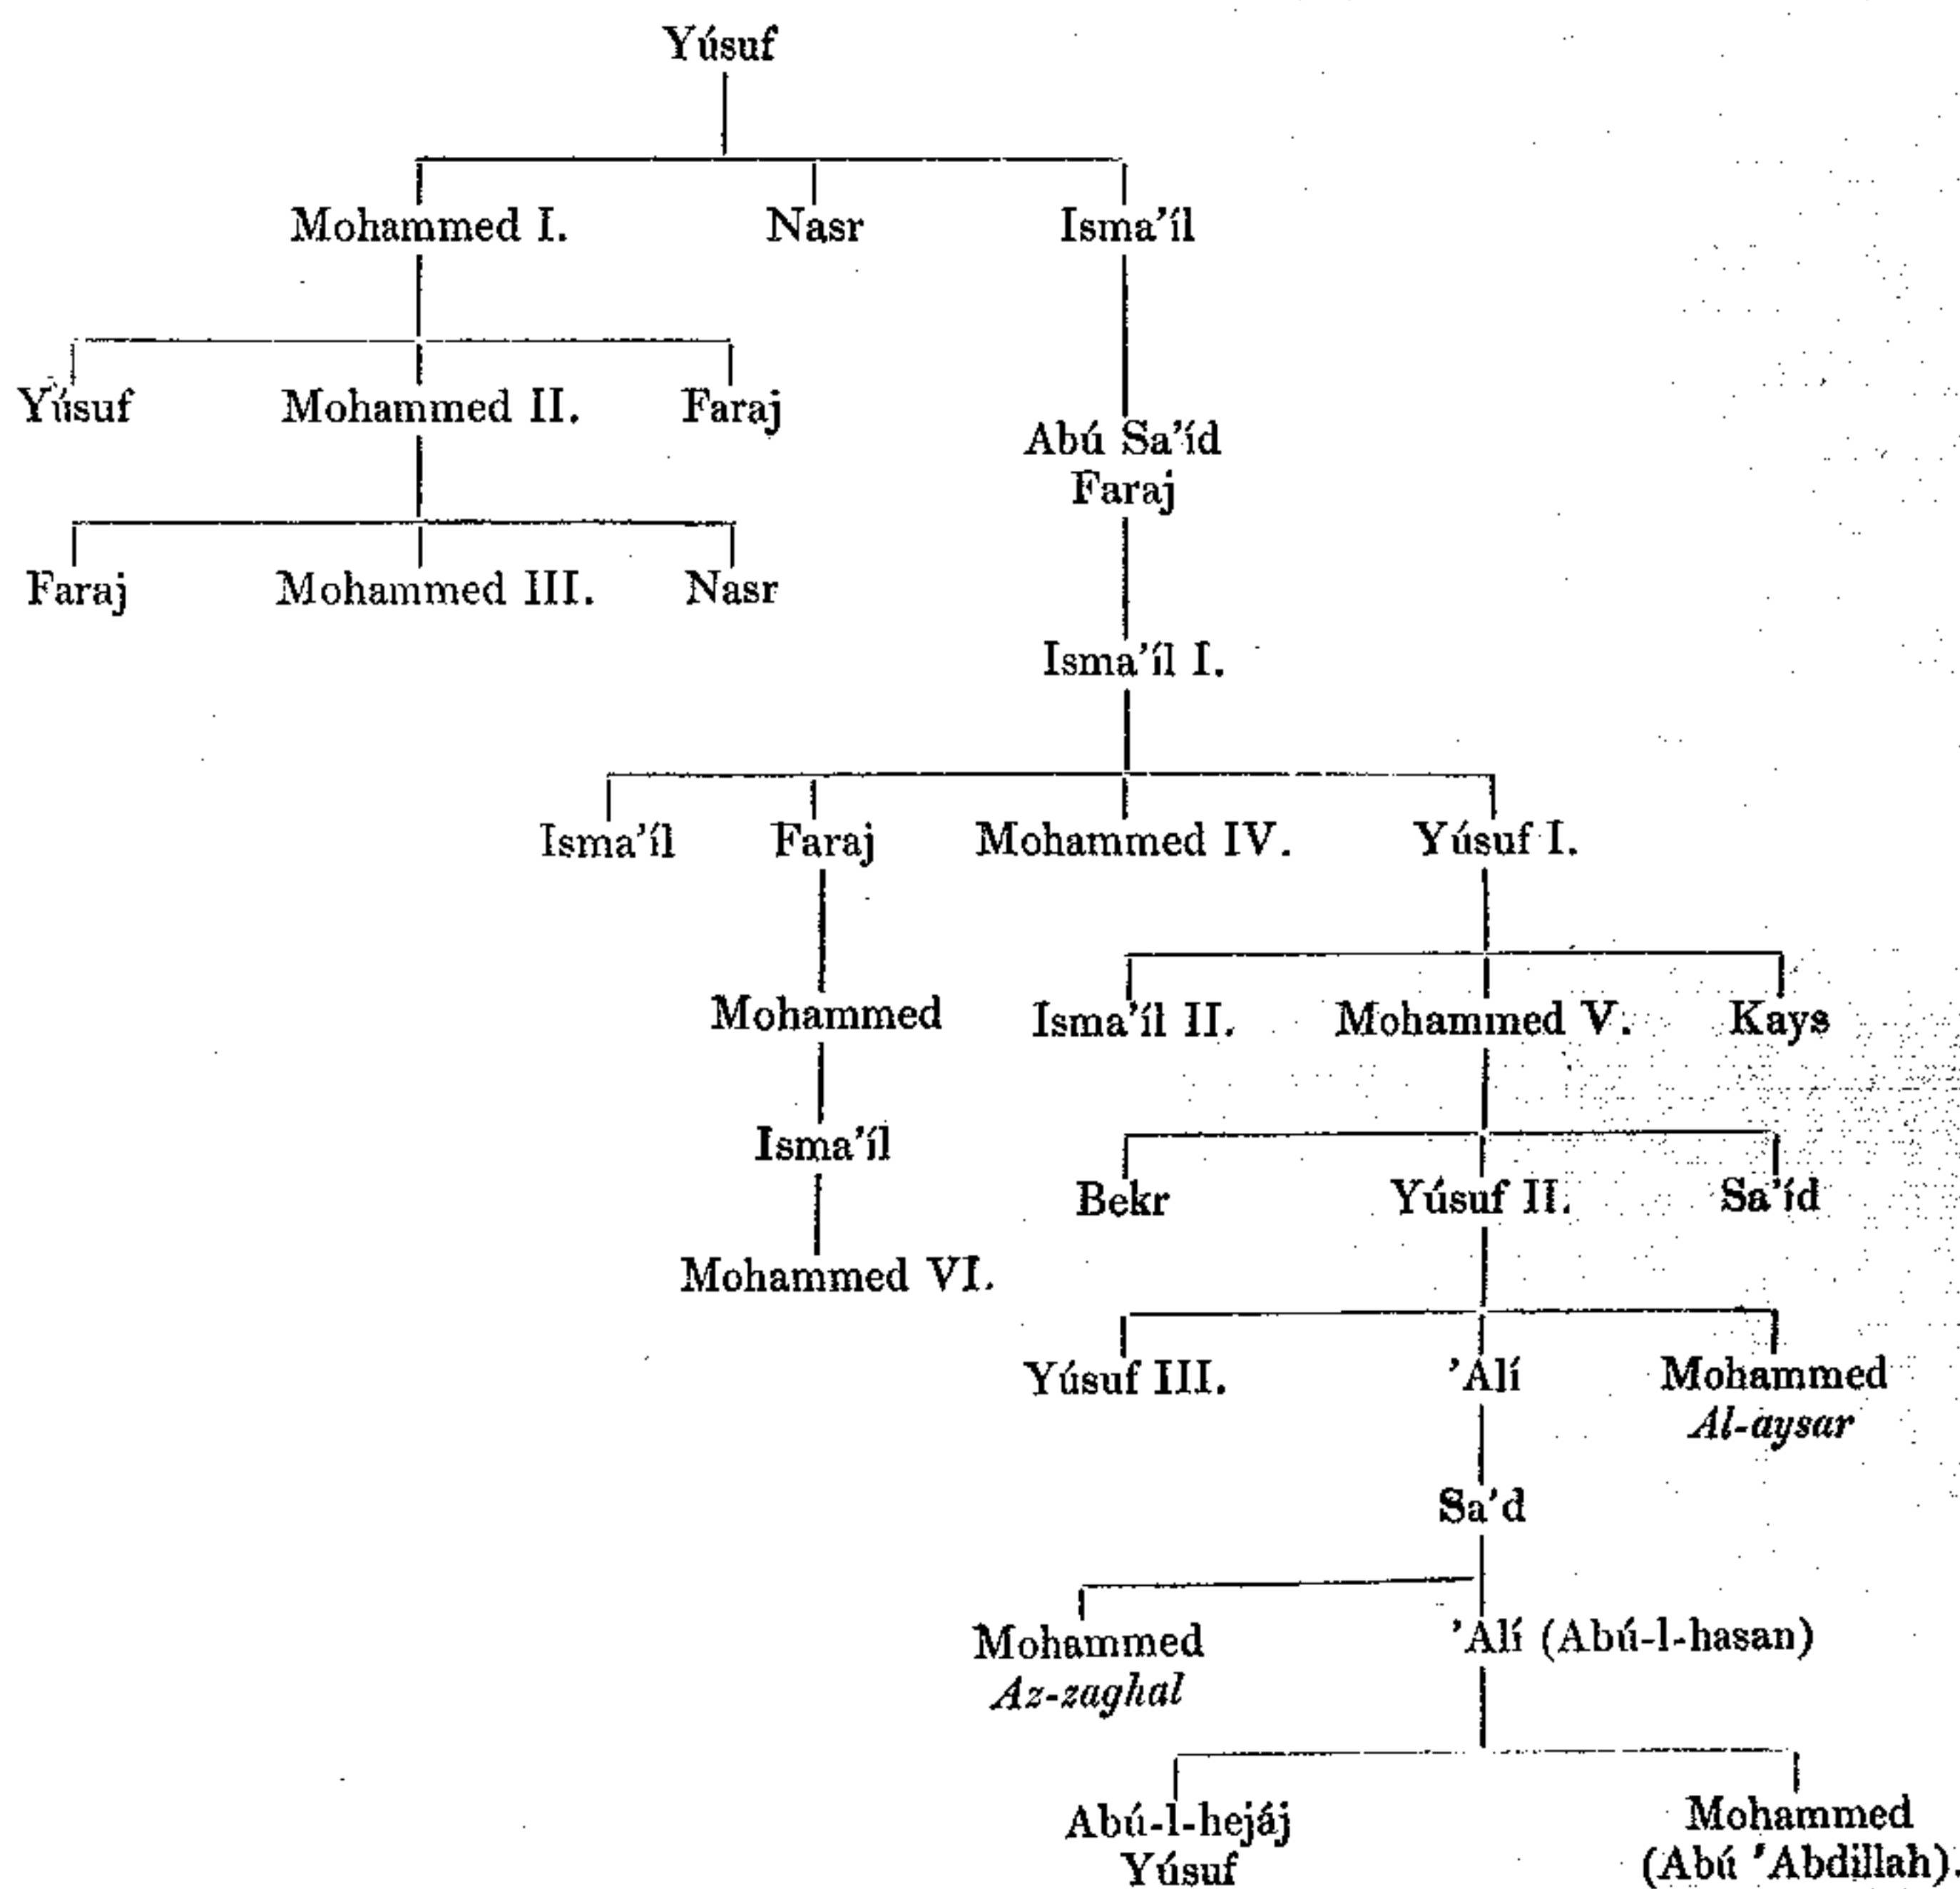 Yúsuf
Mohammed I. Nasr Isma'íl
Yúsuf Mohammed II. Faraj
Abú Sa'íd
Faraj
Faraj Mohammed III. Nasr
Isma'íl I.
Isma'íl Faraj Mohammed IV. Yúsuf I.
Mohammed Isma'íl II. Mohammed V. Kays
Isma'íl
Bekr Yúsuf II. Sa'íd
Mohammed VI.
Yúsuf III. 'Alí Mohammed
Al-aysar
Sa'd
Mohammed 'Alí (Abú-l-hasan)
Az-zaghal
Abú-l-hejáj Mohammed
Yúsuf (Abú 'Abdillah).